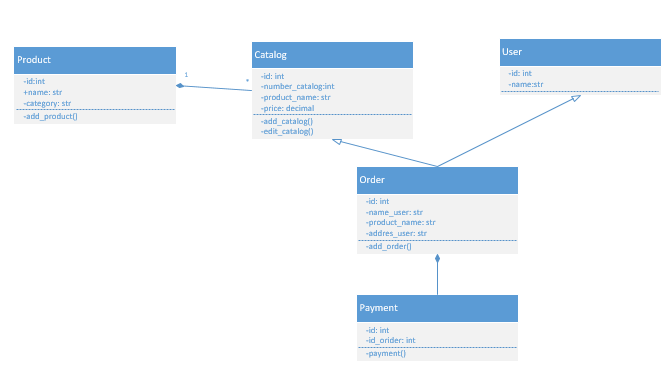 Product
-id:int
+name: str
-category: str
-add_product()
1
*
Catalog
-id: int
-number_catalog:int
-product_name: str
-price: decimal
-add_catalog()
-edit_catalog()
User
-id: int
-name:str
Order
-id: int
-name_user: str
-product_name: str
-addres_user: str
-add_order()
Payment
-id: int
-id_orider: int
-payment()